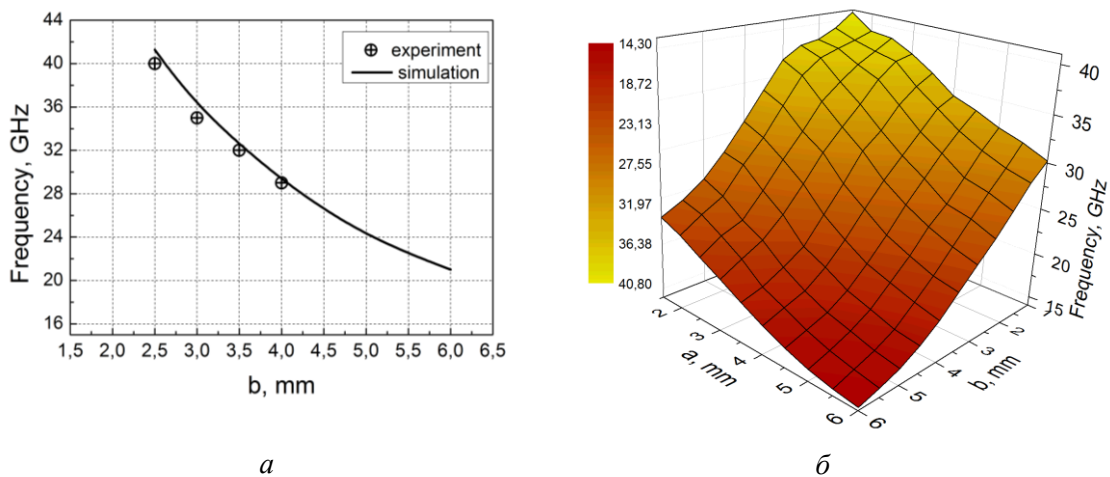 44
40
36
32
28
24
20
16
Frequency, GHz
experiment
simulation
1,5 2,0 2,5 3,0 3,5 4,0 4,5 5,0 5,5 6,0 6,5
b, mm
а
14,30
18,72
23,13
27,55
31,97
36,38
40,80
40
35
30
25
20
15
Frequency, GHz
2 3 4 5 6
a, mm
2
3
4
5
6
b, mm
б